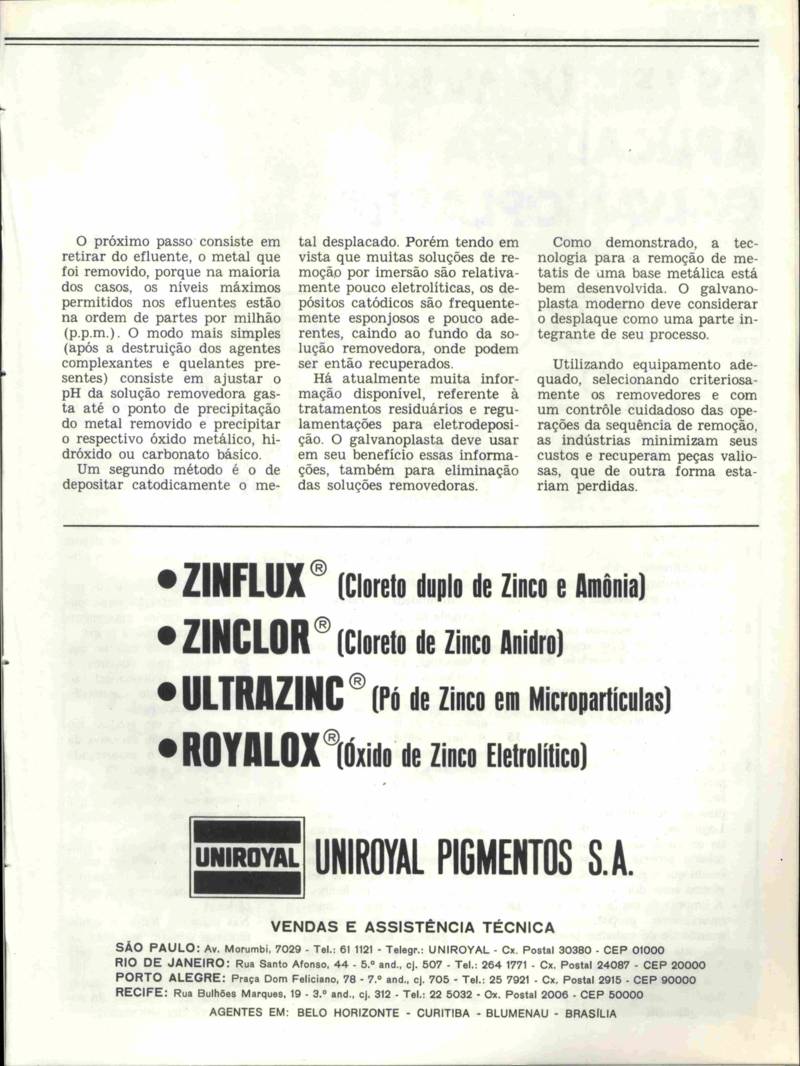 O próximo passo consiste em
retirar do efluente, o metal que
foi removido, porque na maioria
dos casos, os níveis máximos
permitidos nos efluentes estão
na ordem de partes por milhão
(p.p.m.). O modo mais simples
(após a destruição dos agentes
complexantes e quelantes pre-
sentes) consiste em ajustar o
pH da solução removedora gas-
ta até o ponto de precipitação
do metal removido e precipitar
o respectivo óxido metálico, hi-
dróxido ou carbonato básico.
Um segundo método é o de
depositar catodicamente o me-
tal desplacado. Porém tendo em
vista que muitas soluções de re-
moção por imersão são relativa-
mente pouco eletrolíticas, os de-
pósitos catódicos são frequente-
mente esponjosos e pouco ade-
rentes, caindo ao fundo da so-
lução removedora, onde podem
ser então recuperados.
Há atualmente muita infor-
mação disponível, referente à
tratamentos residuários e regu-
lamentações para eletrodeposi-
ção. O galvanoplasta deve usar
em seu benefício essas informa-
ções, também para eliminação
das soluções removedoras.
Como demonstrado, a tec-
nologia para a remoção de me-
tatis de uma base metálica está
bem desenvolvida. O galvano-
plasta moderno deve considerar
o desplaque como uma parte in-
tegrante de seu processo.
Utilizando equipamento ade-
quado, selecionando criteriosa-
mente os removedores e com
um contrôle cuidadoso das ope-
rações da sequência de remoção,
as indústrias minimizam seus
custos e recuperam peças valio-
sas, que de outra forma esta-
riam perdidas.
• ZINFLUX® (Cloreto duplo de Zinco e Amônia)
• ZINCLOR® (Cloreto de Zinco Anidro)
• ULTRAZINC® (Pó de Zinco em Micropartículas)
• ROYALOX® (Óxido de Zinco Eletrolítico)
UNIROYAL UNIROYAL PIGMENTOS S.A.
VENDAS E ASSISTÊNCIA TÉCNICA
SÃO PAULO: Av. Morumbi, 7029 - Tel.: 61 1121 - Telegr.: UNIROYAL - Cx. Postal 30380 - CEP 01000
RIO DE JANEIRO: Rua Santo Afonso, 44 - 5.º and., cj. 507 - Tel.: 264 1771 - Cx. Postal 24087 - CEP 20000
PORTO ALEGRE: Praça Dom Feliciano, 78 - 7.º and., cj. 705 - Tel.: 25 7921 - Cx. Postal 2915 - CEP 90000
RECIFE: Rua Bulhões Marques, 19 - 3.º and., cj. 312 - Tel.: 22 5032 - Ox. Postal 2006 - CEP 50000
AGENTES EM: BELO HORIZONTE - CURITIBA - BLUMENAU - BRASÍLIA